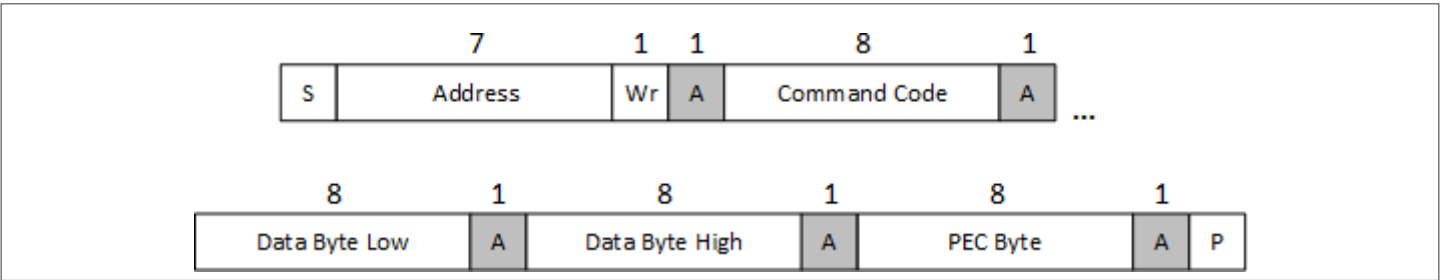 7 1 1 8 1
S Address Wr A Command Code A ...
8 1 8 1 8 1
Data Byte Low A Data Byte High A PEC Byte A P